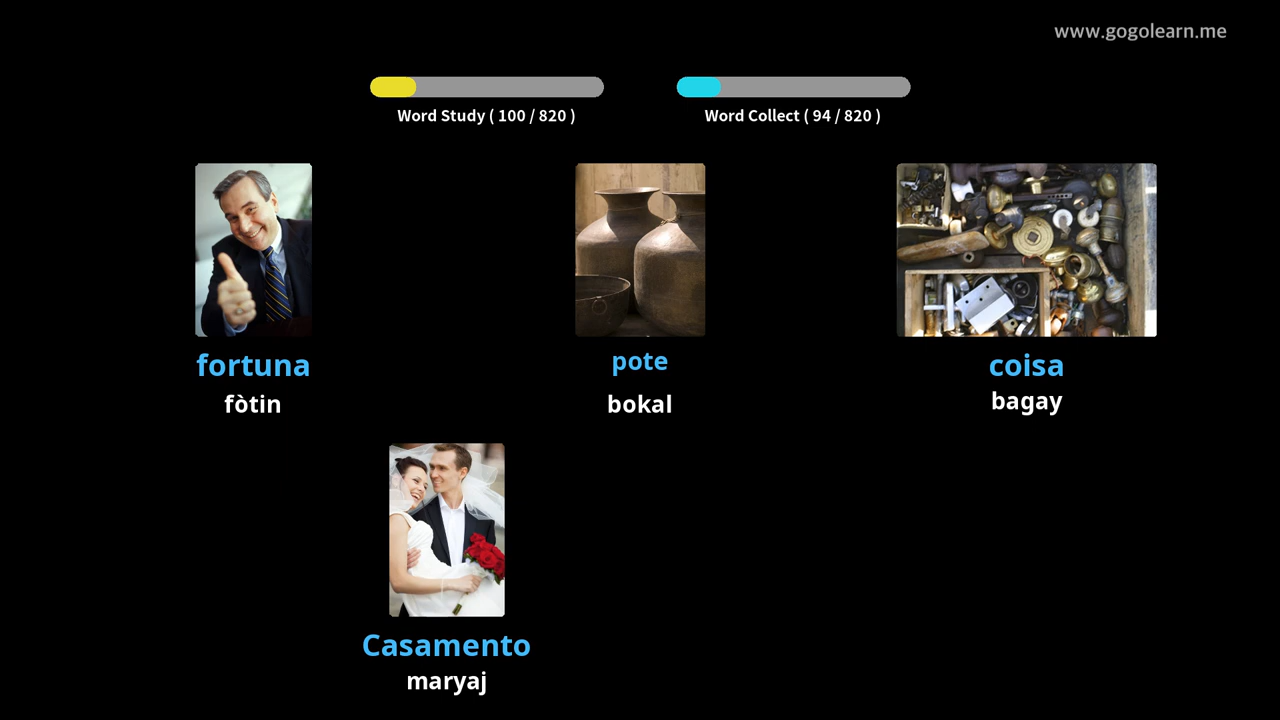 www.gogolearn.me
Word Study ( 100 / 820 )
Word Collect ( 94 / 820 )
fortuna
fòtin
pote
bokal
coisa
bagay
Casamento
maryaj